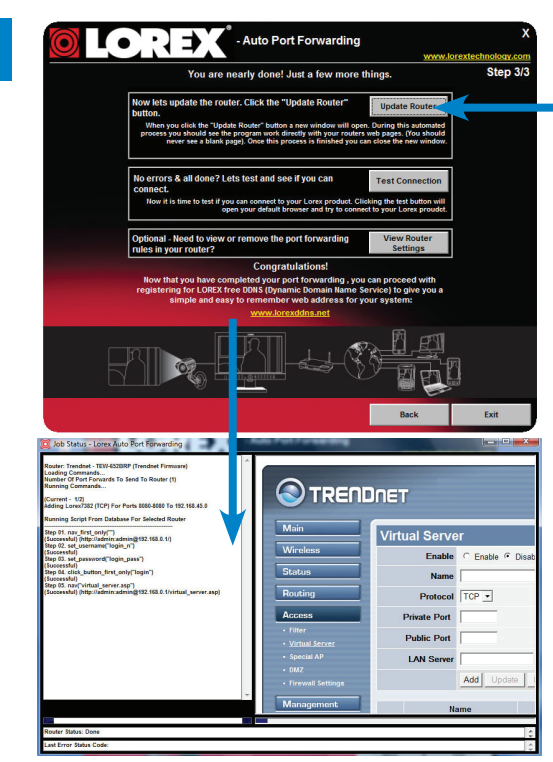 LOREX® - Auto Port Forwarding
X
www.lorextechnology.com
You are nearly done! Just a few more things.
Step 3/3
Now lets update the router. Click the "Update Router"
button.
Update Router
When you click the "Update Router" button a new window will open. During this automated
process you should see the program work directly with your routers web pages. (You should
never see a blank page). Once this process is finished you can close the new window.
No errors & all done? Lets test and see if you can
connect.
Test Connection
Now it is time to test if you can connect to your Lorex product. Clicking the test button will
open your default browser and try to connect to your Lorex proudct.
Optional - Need to view or remove the port forwarding
rules in your router?
View Router
Settings
Congratulations!
Now that you have completed your port forwarding , you can proceed with
registering for LOREX free DDNS (Dynamic Domain Name Service) to give you a
simple and easy to remember web address for your system:
www.lorexddns.net
Back
Exit
Job Status - Lorex Auto Port Forwarding
Router: Trendnet - TEW-632BRP (Trendnet Firmware)
Loading Commands...
Number Of Port Forwards To Send To Router (1)
Running Commands...
(Current - 1/2)
Adding Lorex7382 (TCP) For Ports 8080-8080 To 192.168.45.0
Running Script From Database For Selected Router
Step 01. nav_first_only("")
(Successful) (http://admin:admin@192.168.0.1/)
Step 02. set_username("login_n")
(Successful)
Step 03. set_password("login_pass")
(Successful)
Step 04. click_button_first_only("login")
(Successful)
Step 05. nav("virtual_server.asp")
(Successful) (http://admin:admin@192.168.0.1/virtual_server.asp)
TRENDNET
Main
Wireless
Status
Routing
Access
• Filter
• Virtual Server
• Special AP
• DMZ
• Firewall Settings
Management
Virtual Server
Enable
Enable
Disab
Name
Protocol
TCP
Private Port
Public Port
LAN Server
Add
Update
Name
Router Status: Done
Last Error Status Code: